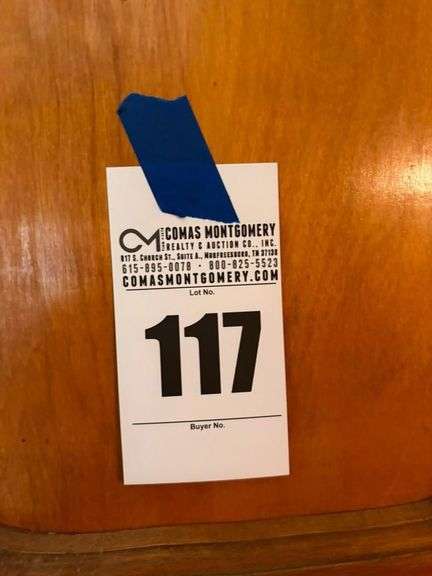 COMAS MONTGOMERY
REALTY & AUCTION CO., INC.
817 S. CHURCH ST., SUITE A., MURFREESBORO, TN 37130
615-895-0078 · 800-825-5523
COMASMONTGOMERY.COM
Lot No.
117
Buyer No.